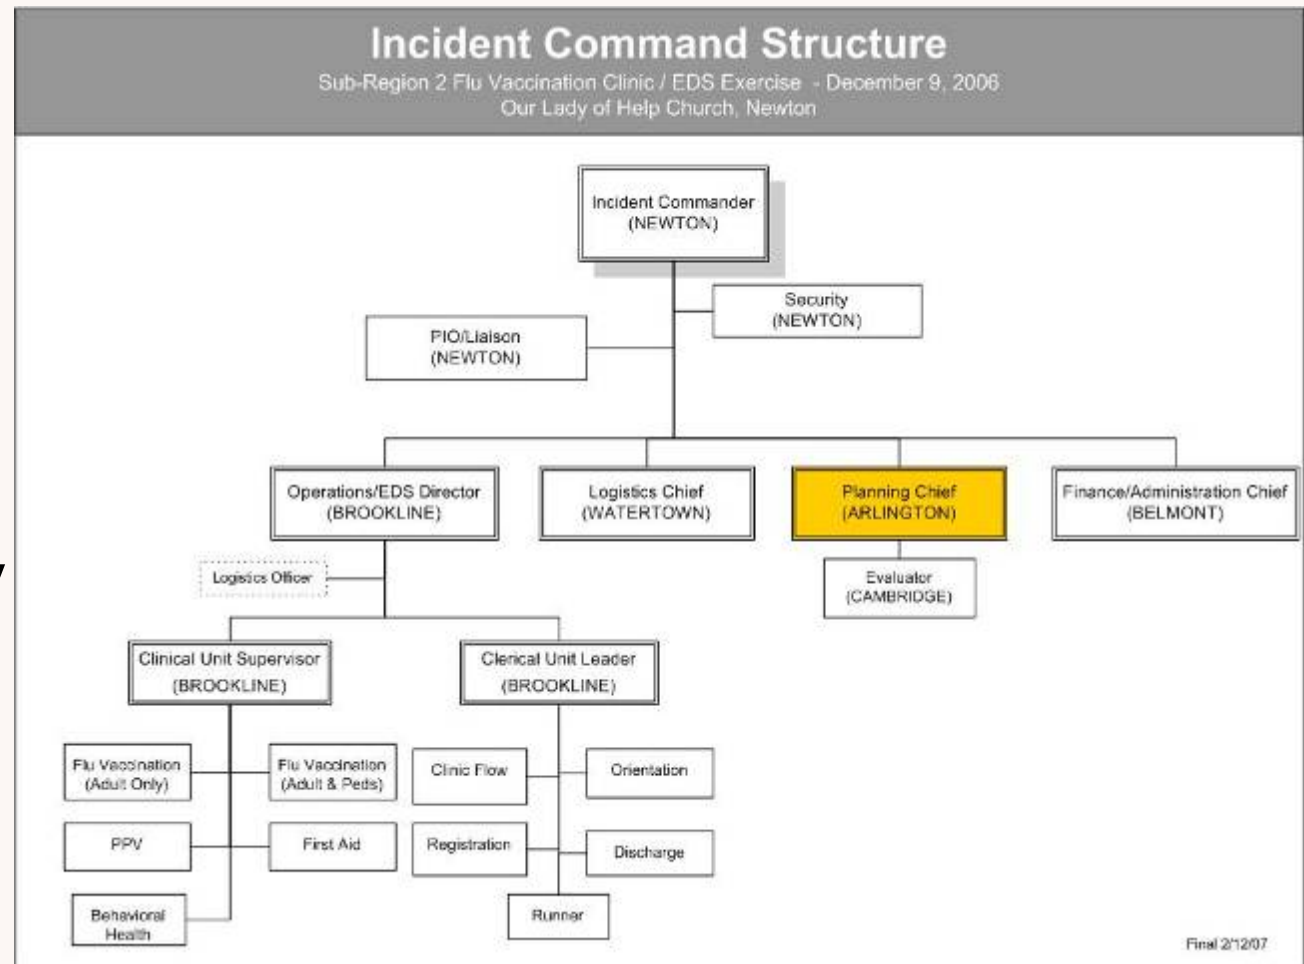 Incident Command Structure
Sub-Region 2 Flu Vaccination Clinic / EDS Exercise - December 9, 2006
Our Lady of Help Church, Newton
Incident Commander
(NEWTON)
Security
(NEWTON)
PIO/Liaison
(NEWTON)
Operations/EDS Director
(BROOKLINE)
Logistics Chief
(WATERTOWN)
Planning Chief
(ARLINGTON)
Finance/Administration Chief
(BELMONT)
Logistics Officer
Evaluator
(CAMBRIDGE)
Clinical Unit Supervisor
(BROOKLINE)
Clerical Unit Leader
(BROOKLINE)
Flu Vaccination
(Adult Only)
Flu Vaccination
(Adult & Peds)
Clinic Flow
Orientation
PPV
First Aid
Registration
Discharge
Behavioral
Health
Runner
Final 2/12/07